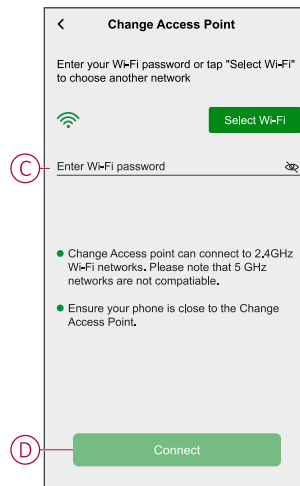 Change Access Point
Enter your Wi-Fi password or tap "Select Wi-Fi"
to choose another network
Select Wi-Fi
C
Enter Wi-Fi password
Change Access point can connect to 2.4GHz
Wi-Fi networks. Please note that 5 GHz
networks are not compatiable.
Ensure your phone is close to the Change
Access Point.
D
Connect